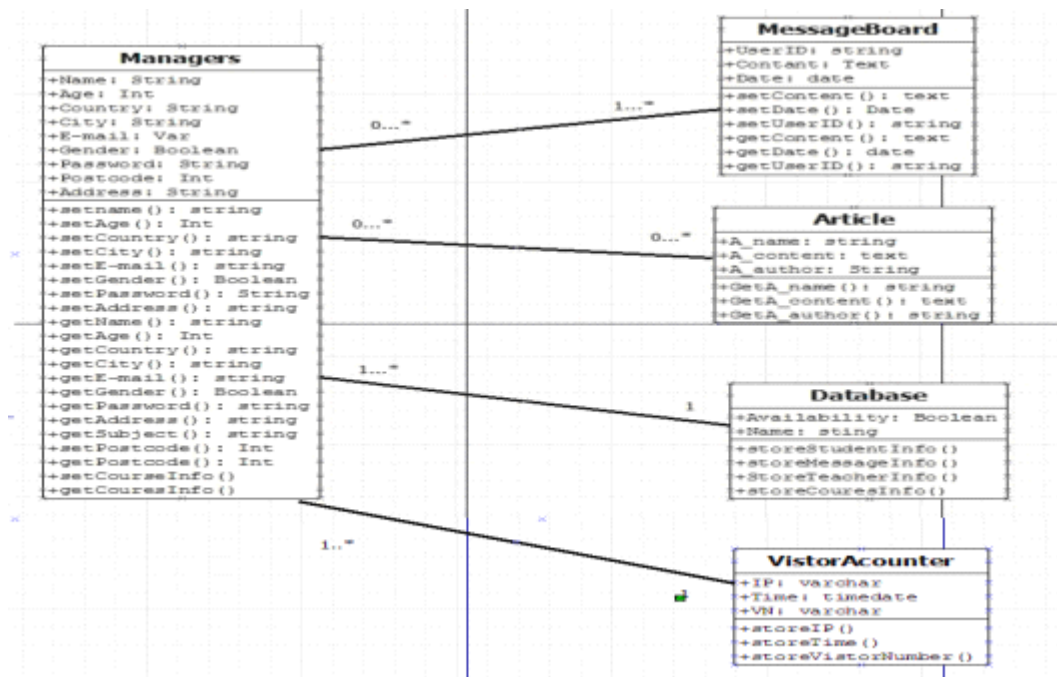 Managers
+Name: String
+Age: Int
+Country: String
+City: String
+E-mail: Var
+Gender: Boolean
+Password: String
+Postcode: Int
+Address: String
+setname(): string
+setAge(): Int
+setCountry(): string
+setCity(): string
+setE-mail(): string
+setGender(): Boolean
+setPassword(): String
+setAddress(): string
+getName(): string
+getAge(): Int
+getCountry(): string
+getCity(): string
+getE-mail(): string
+getGender(): Boolean
+getPassword(): string
+getAddress(): string
+getSubject(): string
+setPostcode(): Int
+getPostcode(): Int
+setCourseInfo()
+getCouresInfo()
0...*
1...*
0...*
0...*
1...*
1
1..*
1
MessageBoard
+UserID: string
+Contant: Text
+Date: date
+setContent(): text
+setDate(): Date
+setUserID(): string
+getContent(): text
+getDate(): date
+getUserID(): string
Article
+A_name: string
+A_content: text
+A_author: String
+GetA_name(): string
+GetA_content(): text
+GetA_author(): string
Database
+Availability: Boolean
+Name: sting
+storeStudentInfo()
+storeMessageInfo()
+StoreTeacherInfo()
+storeCouresInfo()
VistorAcounter
+IP: varchar
+Time: timedate
+VN: varchar
+storeIP()
+storeTime()
+storeVistorNumber()